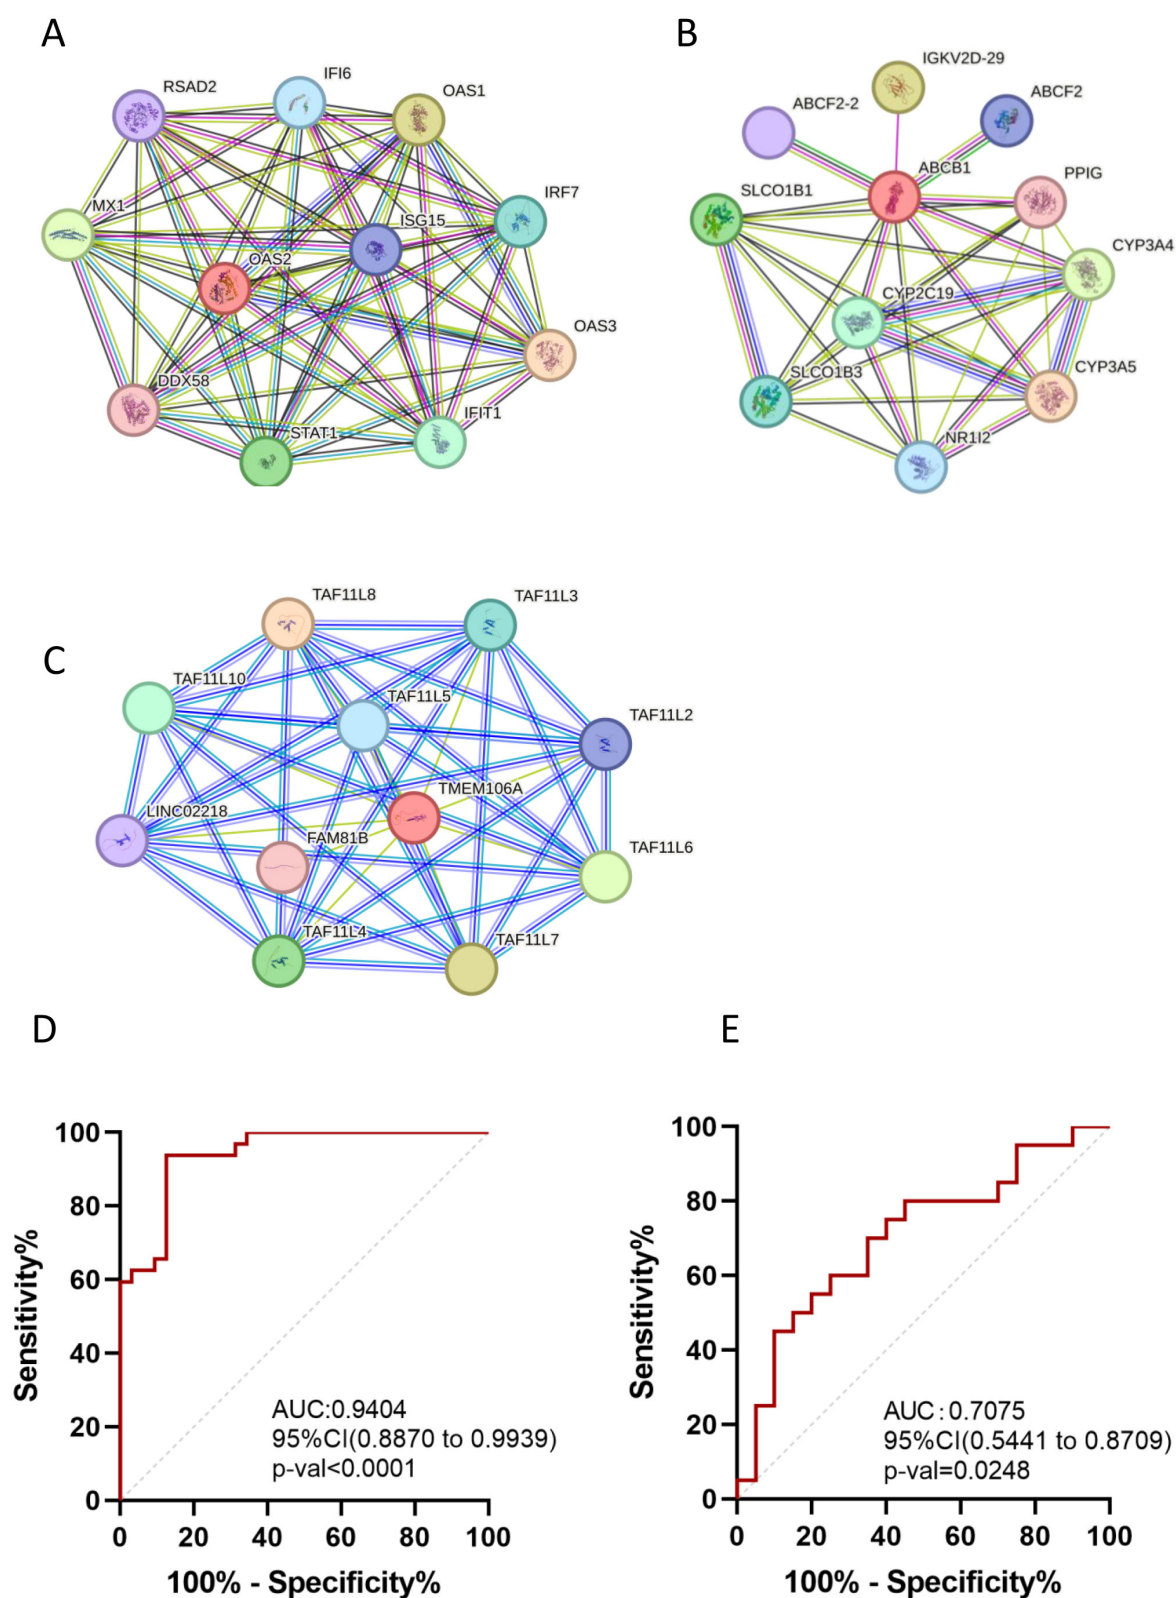 A
B
RSAD2
IFI6
OAS1
MX1
IRF7
ISG15
OAS2
OAS3
DDX58
IFIT1
STAT1
IGKV2D-29
ABCF2-2
ABCF2
ABCB1
SLCO1B1
PPIG
CYP3A4
CYP2C19
SLCO1B3
CYP3A5
NR1I2
C
TAF11L8
TAF11L3
TAF11L10
TAF11L5
TAF11L2
TMEM106A
LINC02218
FAM81B
TAF11L6
TAF11L4
TAF11L7
D
100
80
60
40
20
0
Sensitivity%
AUC:0.9404
95%CI(0.8870 to 0.9939)
p-val<0.0001
0 20 40 60 80 100
100% - Specificity%
E
100
80
60
40
20
0
Sensitivity%
AUC: 0.7075
95%CI(0.5441 to 0.8709)
p-val=0.0248
0 20 40 60 80 100
100% - Specificity%